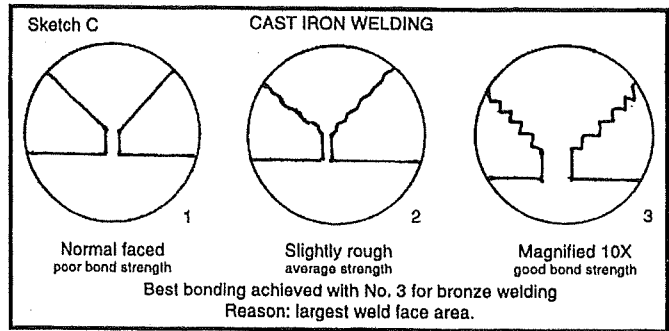 Sketch C
CAST IRON WELDING
1
2
3
Normal faced
poor bond strength
Slightly rough
average strength
Magnified 10X
good bond strength
Best bonding achieved with No. 3 for bronze welding
Reason: largest weld face area.